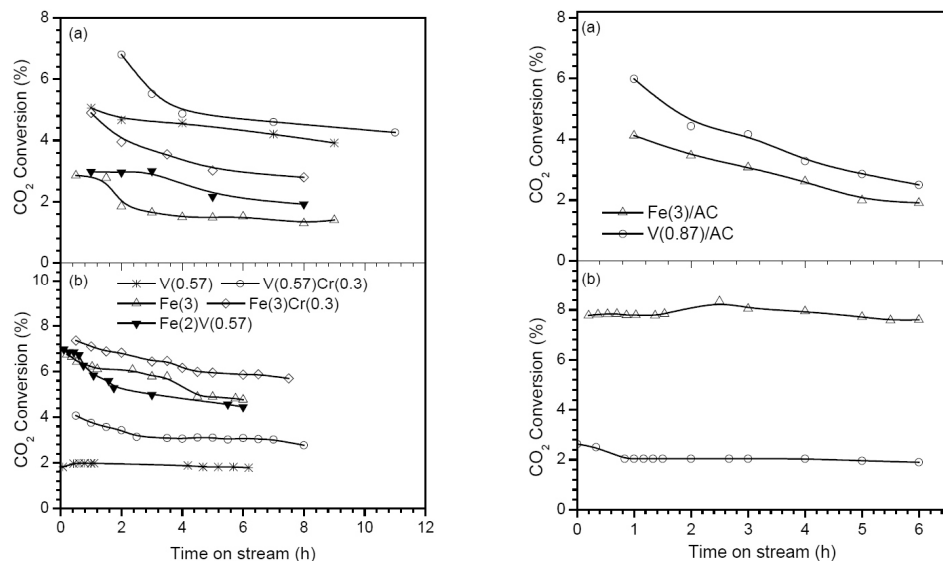 8
6
4
2
0
CO2 Conversion (%)
(a)
10
8
6
4
2
0
CO2 Conversion (%)
(b)
V(0.57)
V(0.57)Cr(0.3)
Fe(3)
Fe(3)Cr(0.3)
Fe(2)V(0.57)
0 2 4 6 8 10 12
Time on stream (h)
8
6
4
2
0
CO2 Conversion (%)
(a)
Fe(3)/AC
V(0.87)/AC
8
6
4
2
0
CO2 Conversion (%)
(b)
0 1 2 3 4 5 6
Time on stream (h)